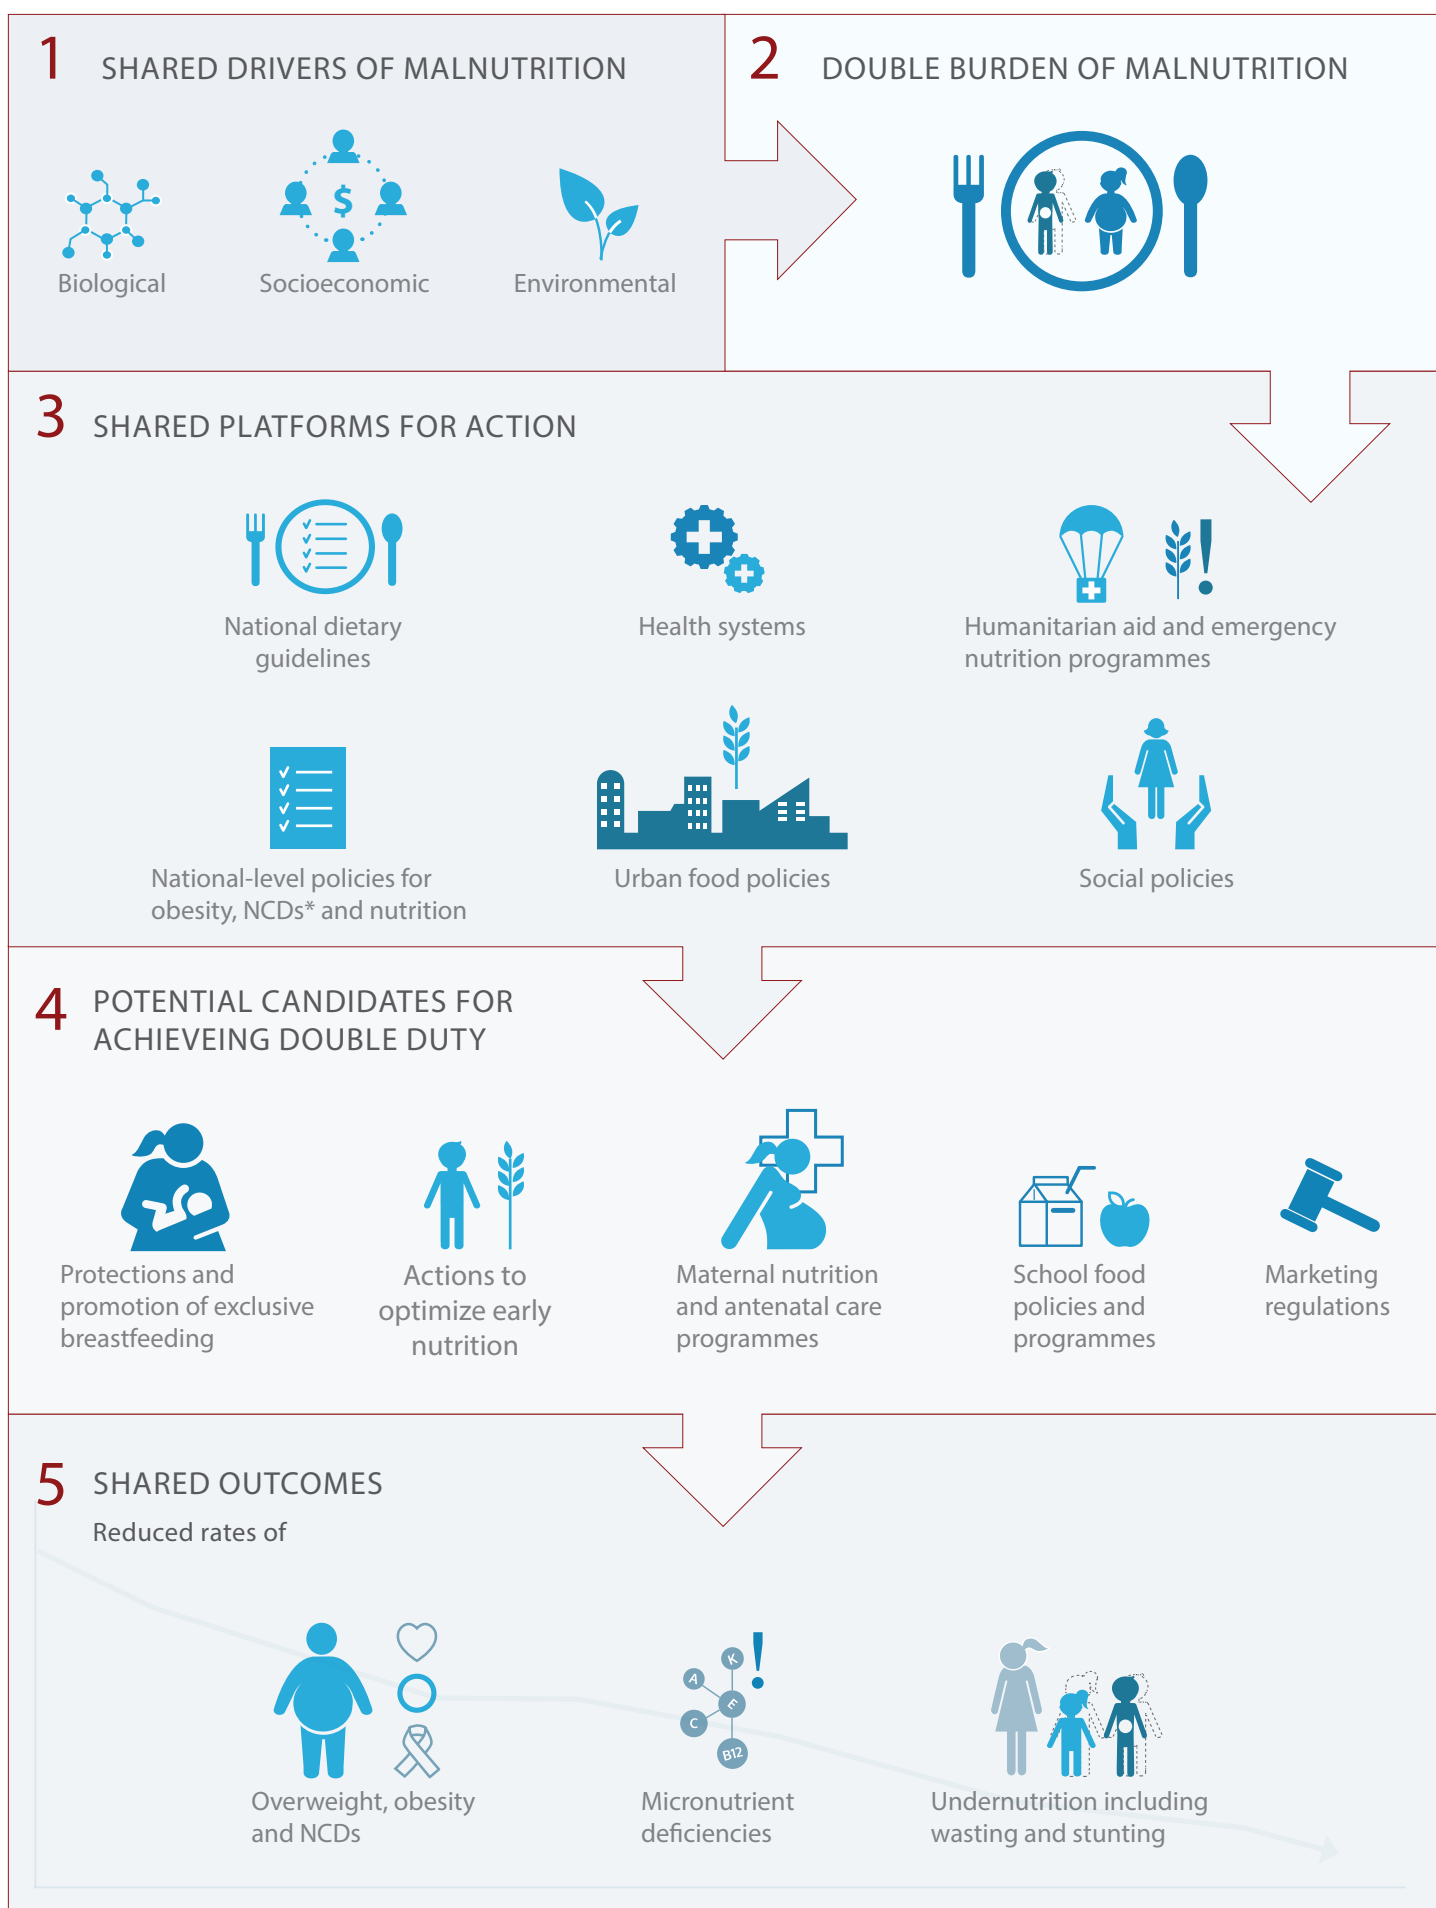 1 SHARED DRIVERS OF MALNUTRITION
$
Biological
Socioeconomic
Environmental
2 DOUBLE BURDEN OF MALNUTRITION
3 SHARED PLATFORMS FOR ACTION
National dietary
guidelines
Health systems
Humanitarian aid and emergency
nutrition programmes
National-level policies for
obesity, NCDs* and nutrition
Urban food policies
Social policies
4 POTENTIAL CANDIDATES FOR
ACHIEVEING DOUBLE DUTY
Protections and
promotion of exclusive
breastfeeding
Actions to
optimize early
nutrition
Maternal nutrition
and antenatal care
programmes
School food
policies and
programmes
Marketing
regulations
5 SHARED OUTCOMES
Reduced rates of
Overweight, obesity
and NCDs
K
A
E
C
B12
Micronutrient
deficiencies
Undernutrition including
wasting and stunting